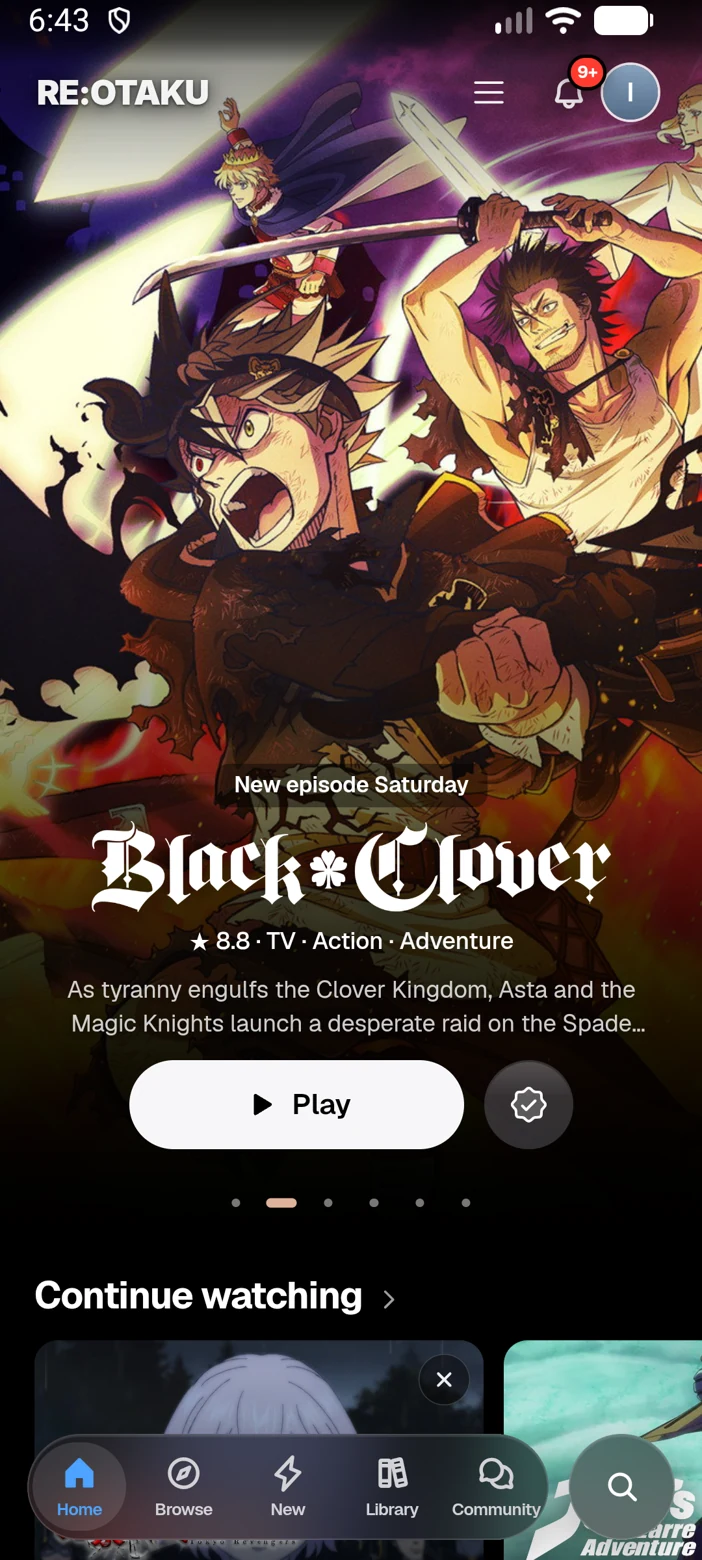 6:43
RE:OTAKU
9+
I
New episode Saturday
Black Clover
★ 8.8 · TV · Action · Adventure
As tyranny engulfs the Clover Kingdom, Asta and the
Magic Knights launch a desperate raid on the Spade...
Play
Continue watching
Home
Browse
New
Library
Community
Adventure